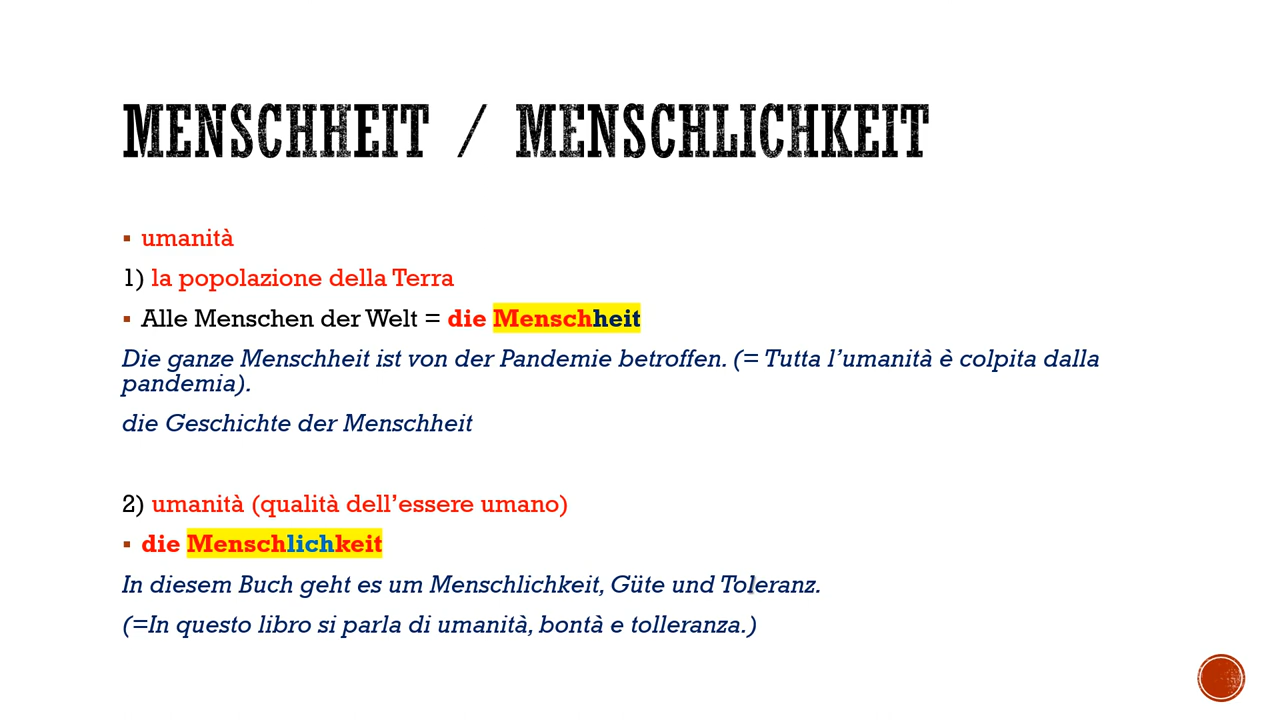 MENSCHHEIT / MENSCHLICHKEIT
▪ umanità
1) la popolazione della Terra
▪ Alle Menschen der Welt = die Menschheit
Die ganze Menschheit ist von der Pandemie betroffen. (= Tutta l’umanità è colpita dalla
pandemia).
die Geschichte der Menschheit
2) umanità (qualità dell’essere umano)
▪ die Menschlichkeit
In diesem Buch geht es um Menschlichkeit, Güte und Toleranz.
(=In questo libro si parla di umanità, bontà e tolleranza.)